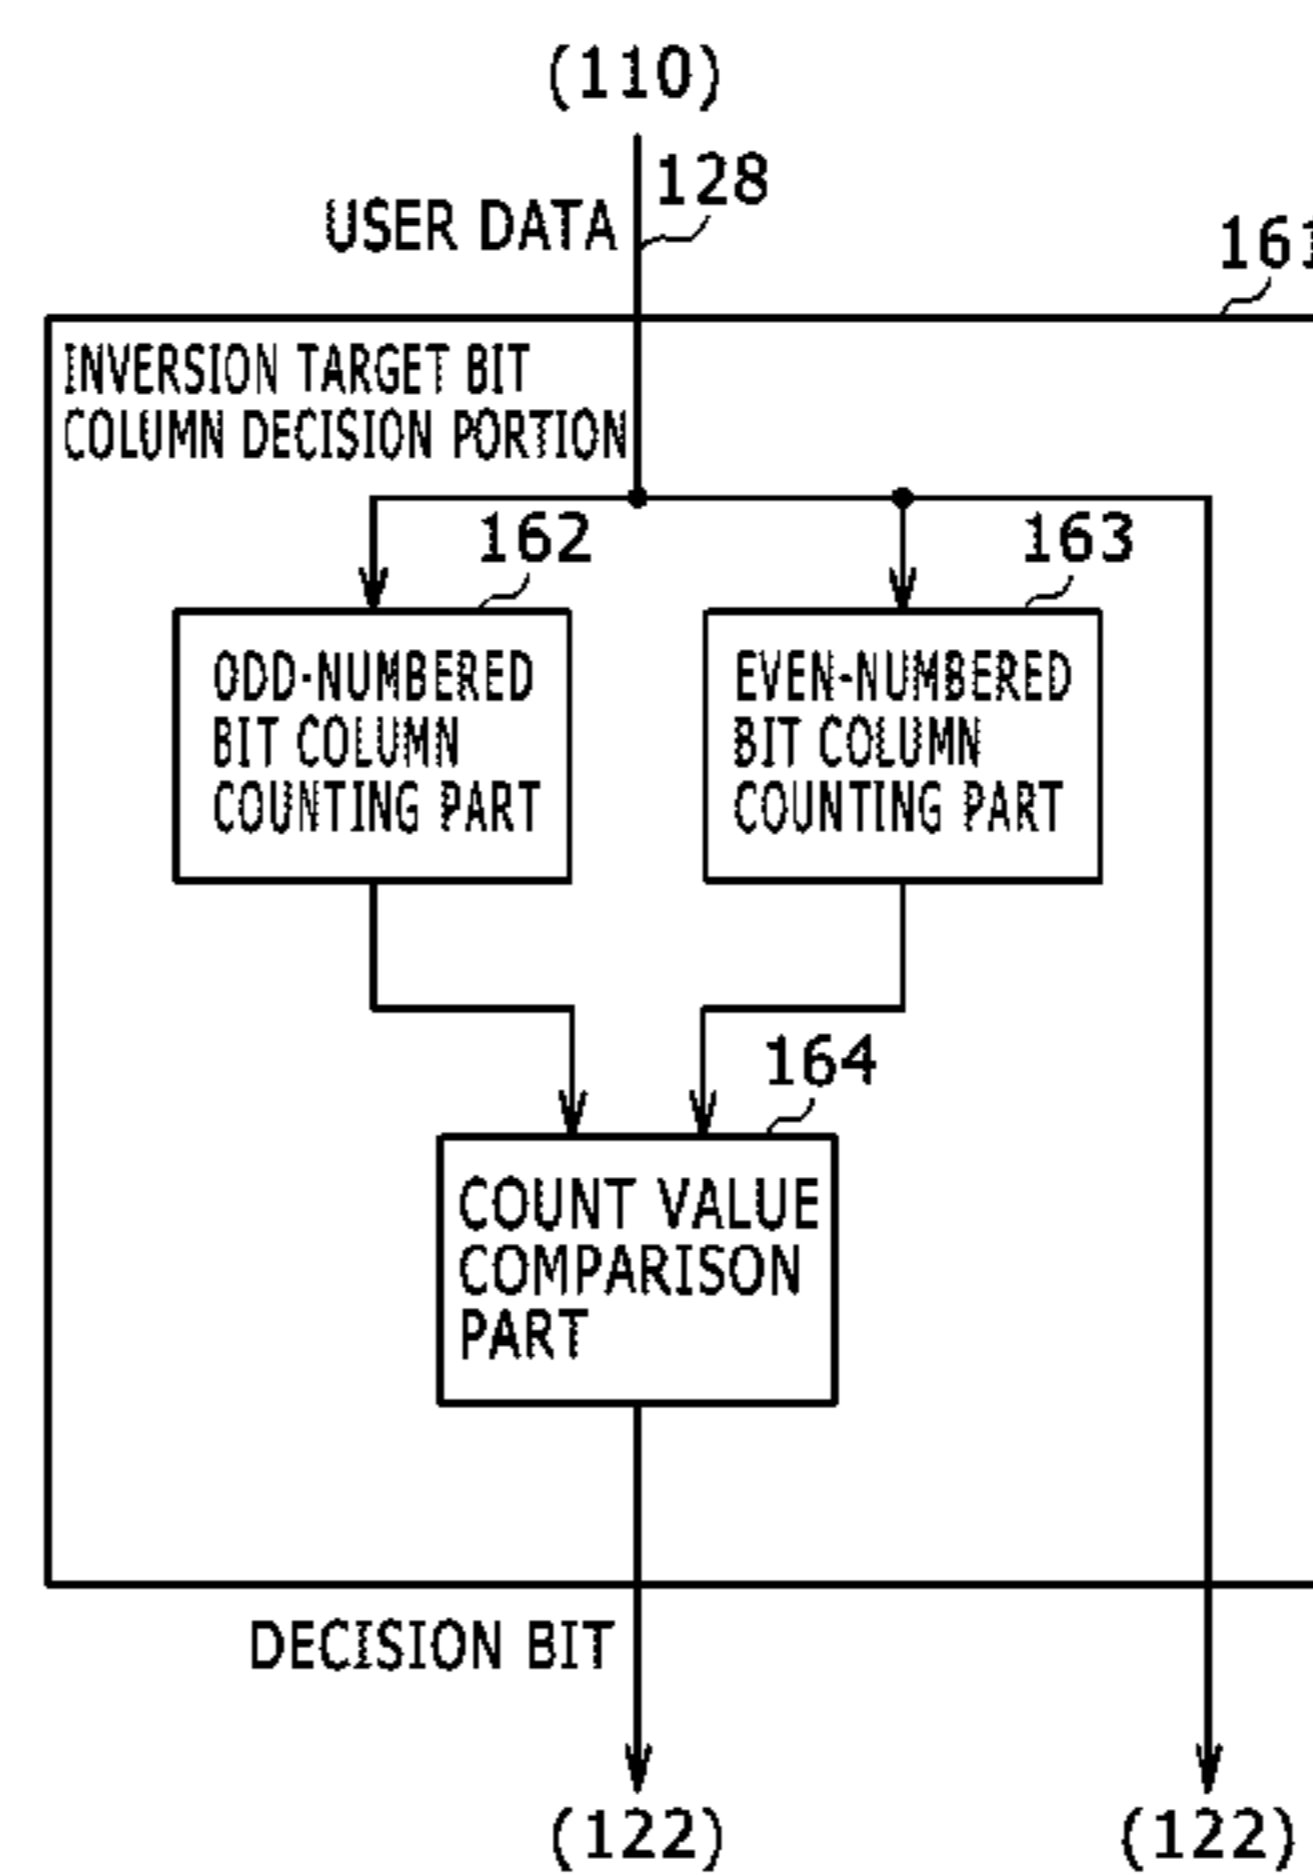 (110)
128
USER DATA
161
INVERSION TARGET BIT
COLUMN DECISION PORTION
162
163
ODD-NUMBERED
BIT COLUMN
COUNTING PART
EVEN-NUMBERED
BIT COLUMN
COUNTING PART
164
COUNT VALUE
COMPARISON
PART
DECISION BIT
(122)
(122)